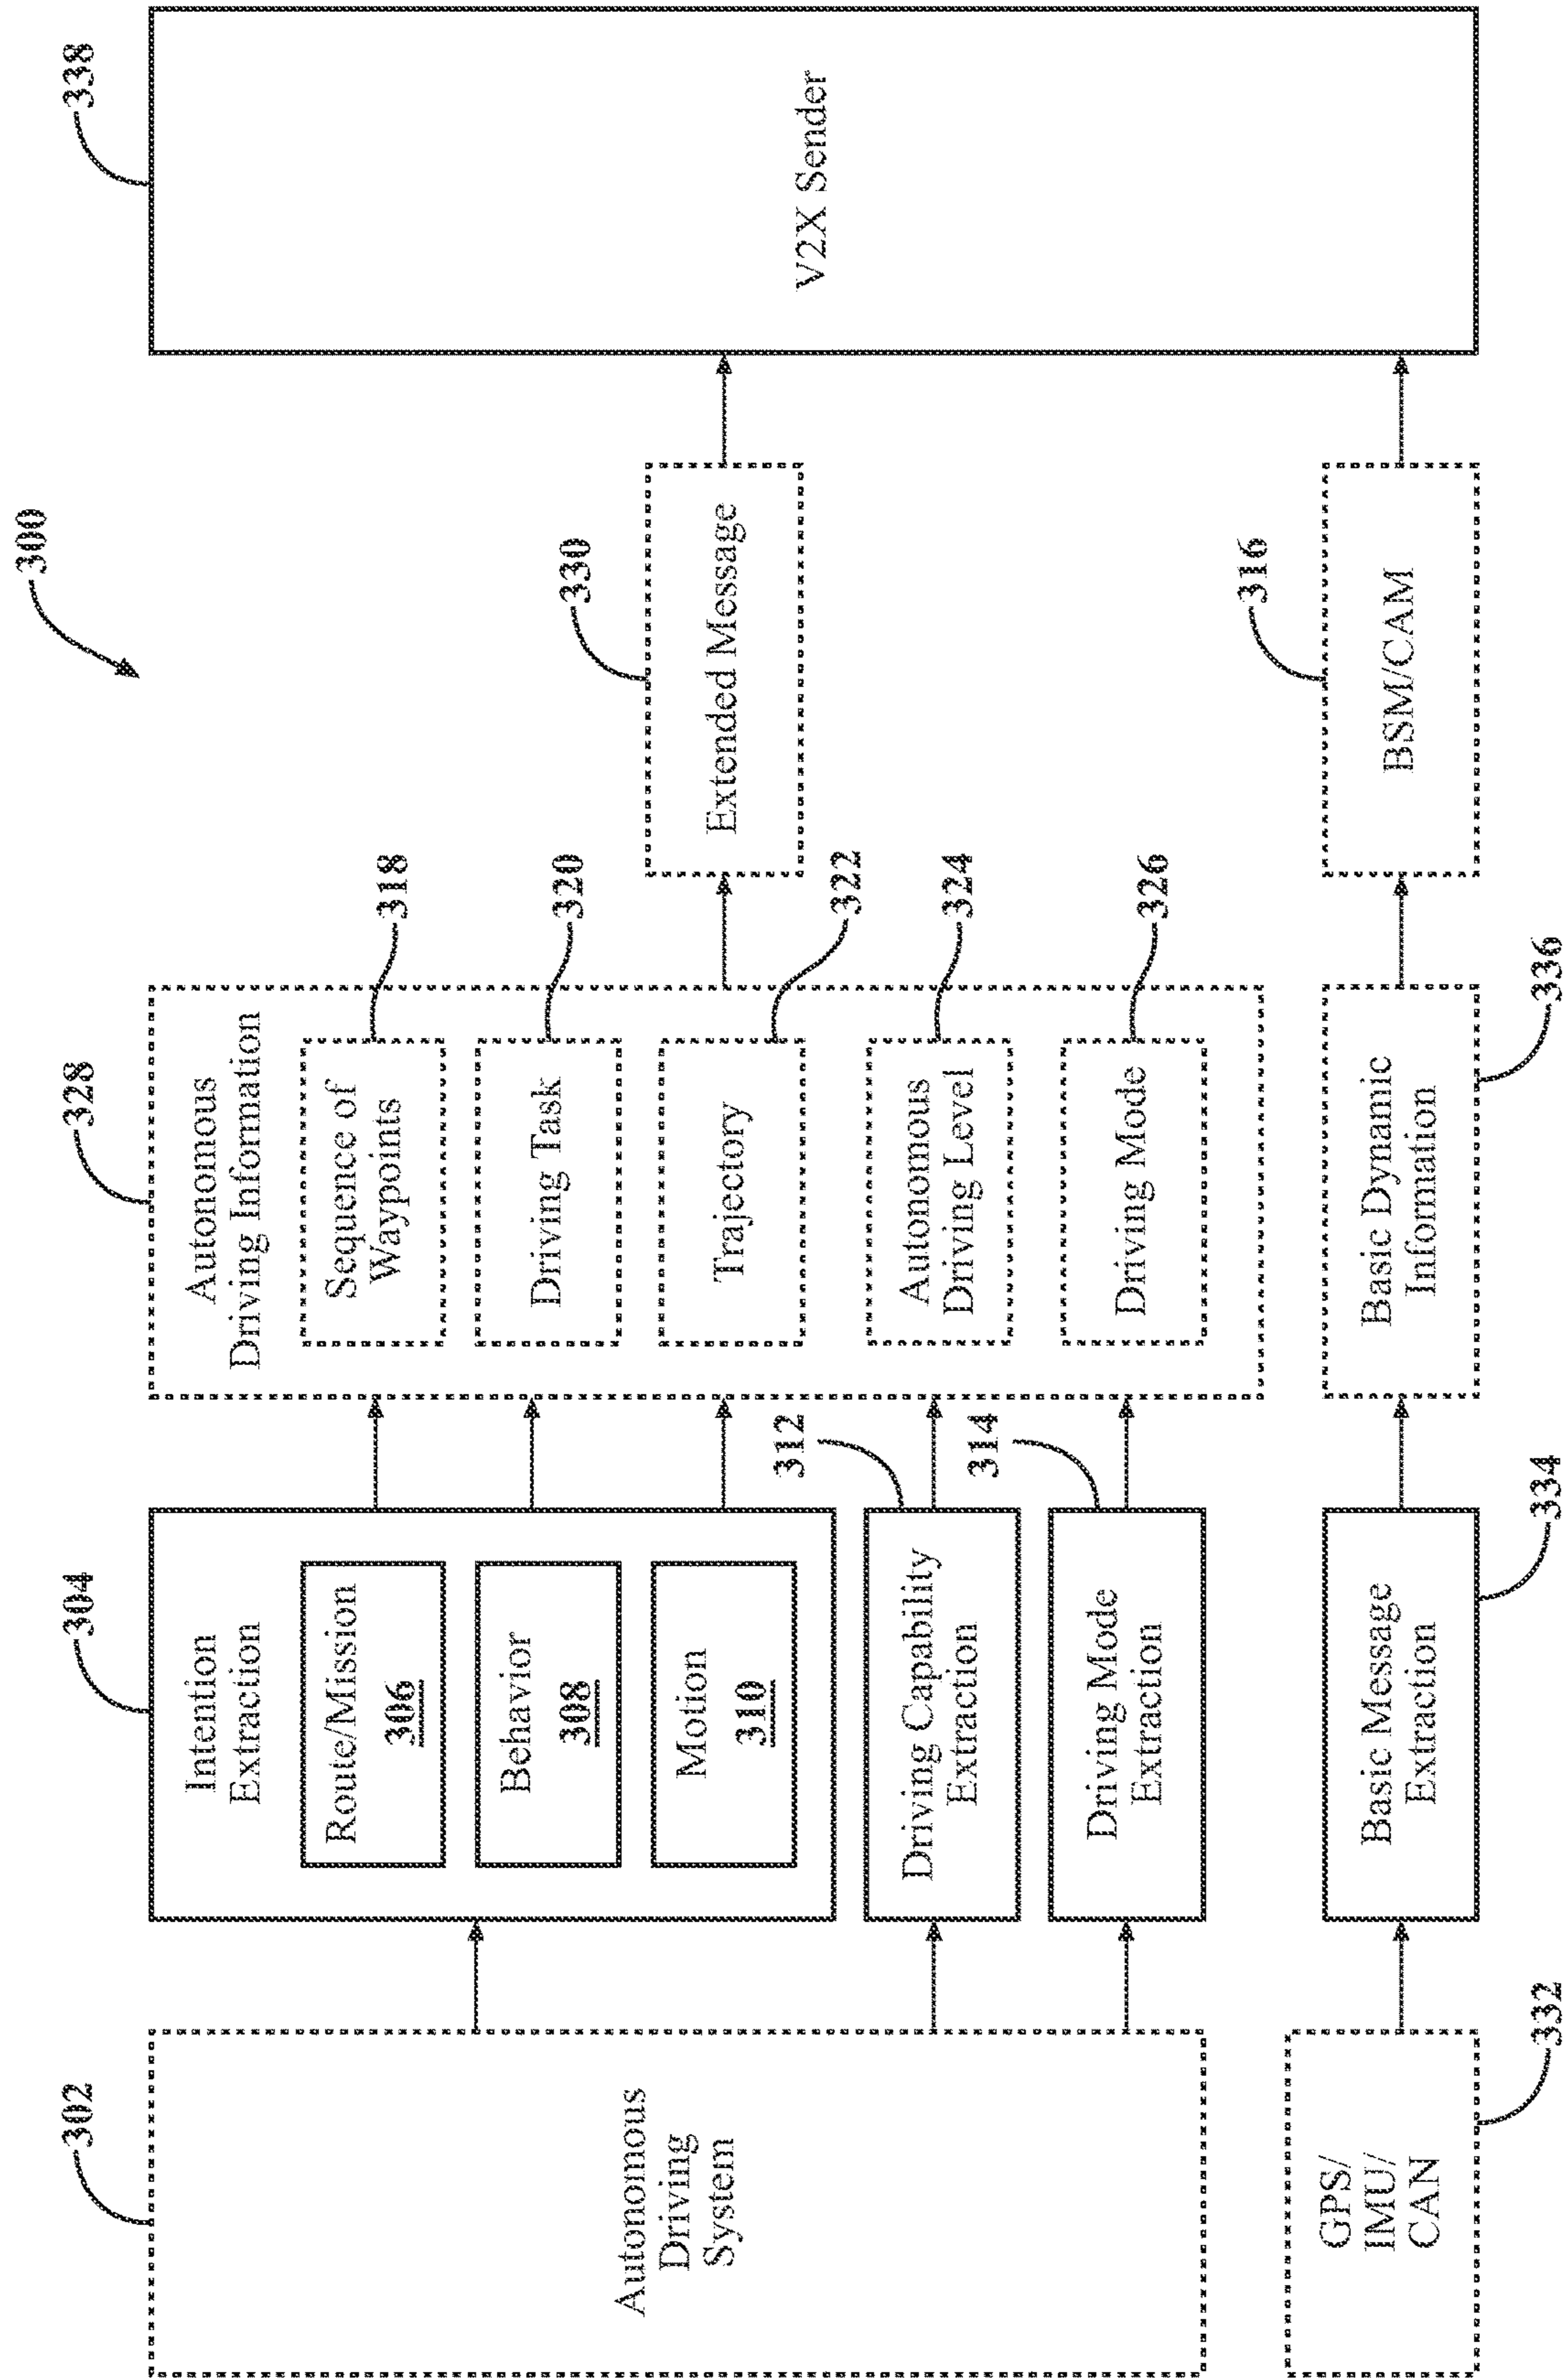 300
302
Autonomous
Driving
System
304
Intention
Extraction
Route/Mission
306
Behavior
308
Motion
310
312
Driving Capability
Extraction
314
Driving Mode
Extraction
328
Autonomous
Driving Information
Sequence of
Waypoints
318
Driving Task
320
Trajectory
322
Autonomous
Driving Level
324
Driving Mode
326
330
Extended Message
338
V2X Sender
GPS/
IMU/
CAN
332
Basic Message
Extraction
334
Basic Dynamic
Information
336
316
BSM/CAM